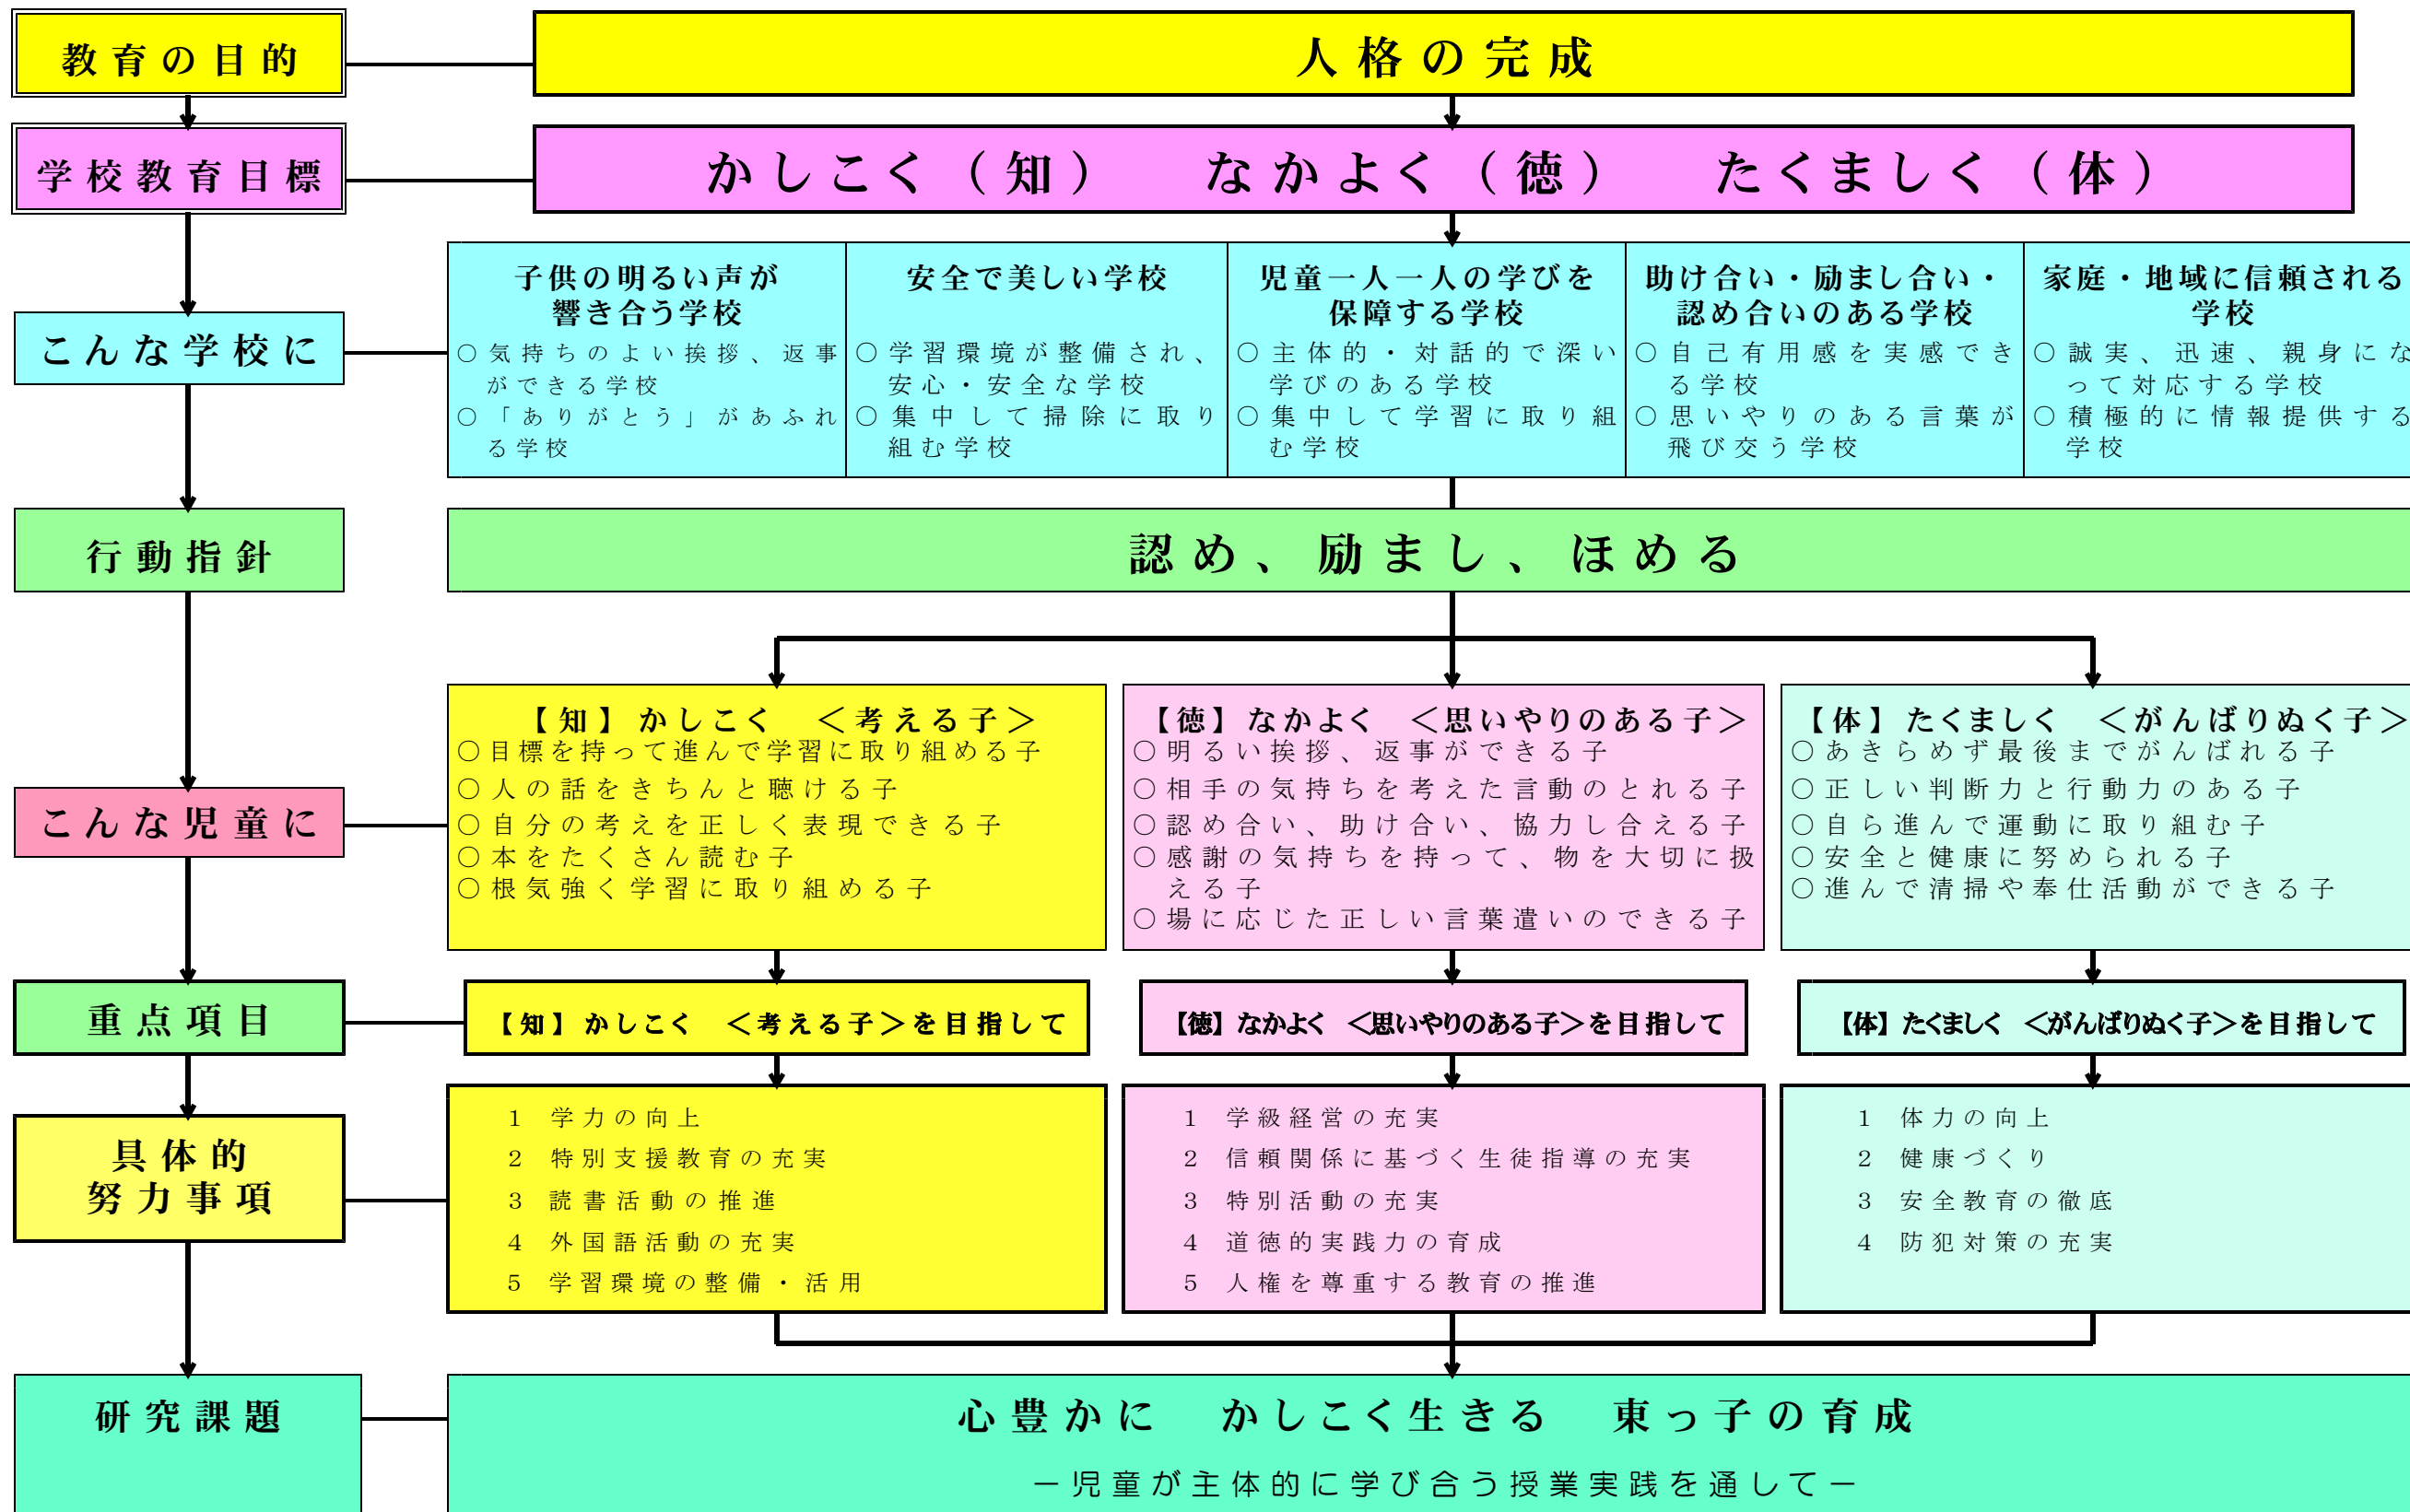 教育の目的
人格の完成
学校教育目標
かしこく（知）　なかよく（徳）　たくましく（体）
こんな学校に
子供の明るい声が
響き合う学校
○気持ちのよい挨拶、返事
ができる学校
○「ありがとう」があふれ
る学校
安全で美しい学校
○学習環境が整備され、
安心・安全な学校
○集中して掃除に取り
組む学校
児童一人一人の学びを
保障する学校
○主体的・対話的で深い
学びのある学校
○集中して学習に取り組
む学校
助け合い・励まし合い・
認め合いのある学校
○自己有用感を実感でき
る学校
○思いやりのある言葉が
飛び交う学校
家庭・地域に信頼される
学校
○誠実、迅速、親身にな
って対応する学校
○積極的に情報提供する
学校
行動指針
認め、励まし、ほめる
こんな児童に
【知】かしこく　＜考える子＞
○目標を持って進んで学習に取り組める子
○人の話をきちんと聴ける子
○自分の考えを正しく表現できる子
○本をたくさん読む子
○根気強く学習に取り組める子
【徳】なかよく　＜思いやりのある子＞
○明るい挨拶、返事ができる子
○相手の気持ちを考えた言動のとれる子
○認め合い、助け合い、協力し合える子
○感謝の気持ちを持って、物を大切に扱
える子
○場に応じた正しい言葉遣いのできる子
【体】たくましく　＜がんばりぬく子＞
○あきらめず最後までがんばれる子
○正しい判断力と行動力のある子
○自ら進んで運動に取り組む子
○安全と健康に努められる子
○進んで清掃や奉仕活動ができる子
重点項目
【知】かしこく　＜考える子＞を目指して
【徳】なかよく　＜思いやりのある子＞を目指して
【体】たくましく　＜がんばりぬく子＞を目指して
具体的
努力事項
1　学力の向上
2　特別支援教育の充実
3　読書活動の推進
4　外国語活動の充実
5　学習環境の整備・活用
1　学級経営の充実
2　信頼関係に基づく生徒指導の充実
3　特別活動の充実
4　道徳的実践力の育成
5　人権を尊重する教育の推進
1　体力の向上
2　健康づくり
3　安全教育の徹底
4　防犯対策の充実
研究課題
心豊かに　かしこく生きる　東っ子の育成
－児童が主体的に学び合う授業実践を通して－